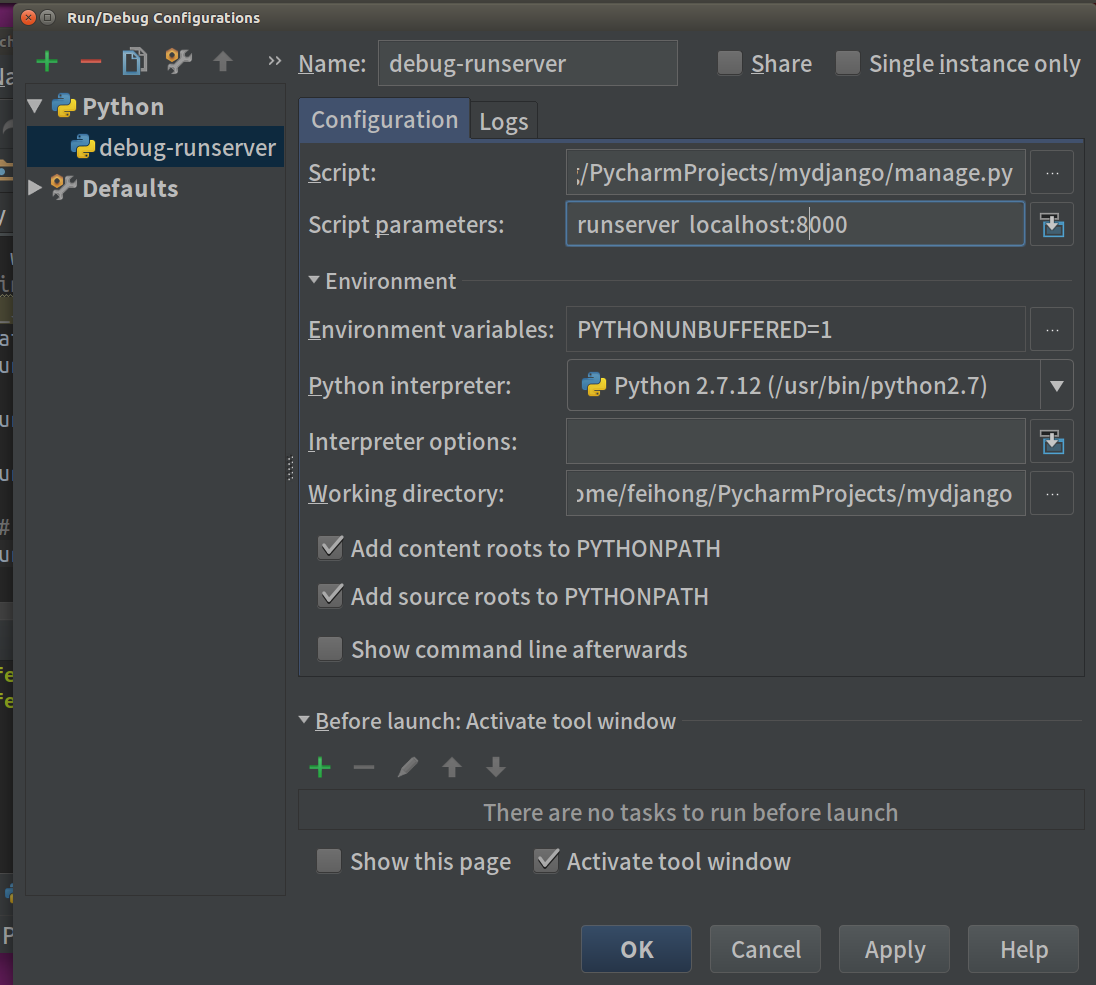 Run/Debug Configurations
Name: debug-runserver Share Single instance only
Python
debug-runserver
Defaults
Configuration Logs
Script: /PycharmProjects/mydjango/manage.py ...
Script parameters: runserver localhost:8000
Environment
Environment variables: PYTHONUNBUFFERED=1 ...
Python interpreter: Python 2.7.12 (/usr/bin/python2.7)
Interpreter options:
Working directory: ome/feihong/PycharmProjects/mydjango ...
Add content roots to PYTHONPATH
Add source roots to PYTHONPATH
Show command line afterwards
Before launch: Activate tool window
There are no tasks to run before launch
Show this page Activate tool window
OK Cancel Apply Help